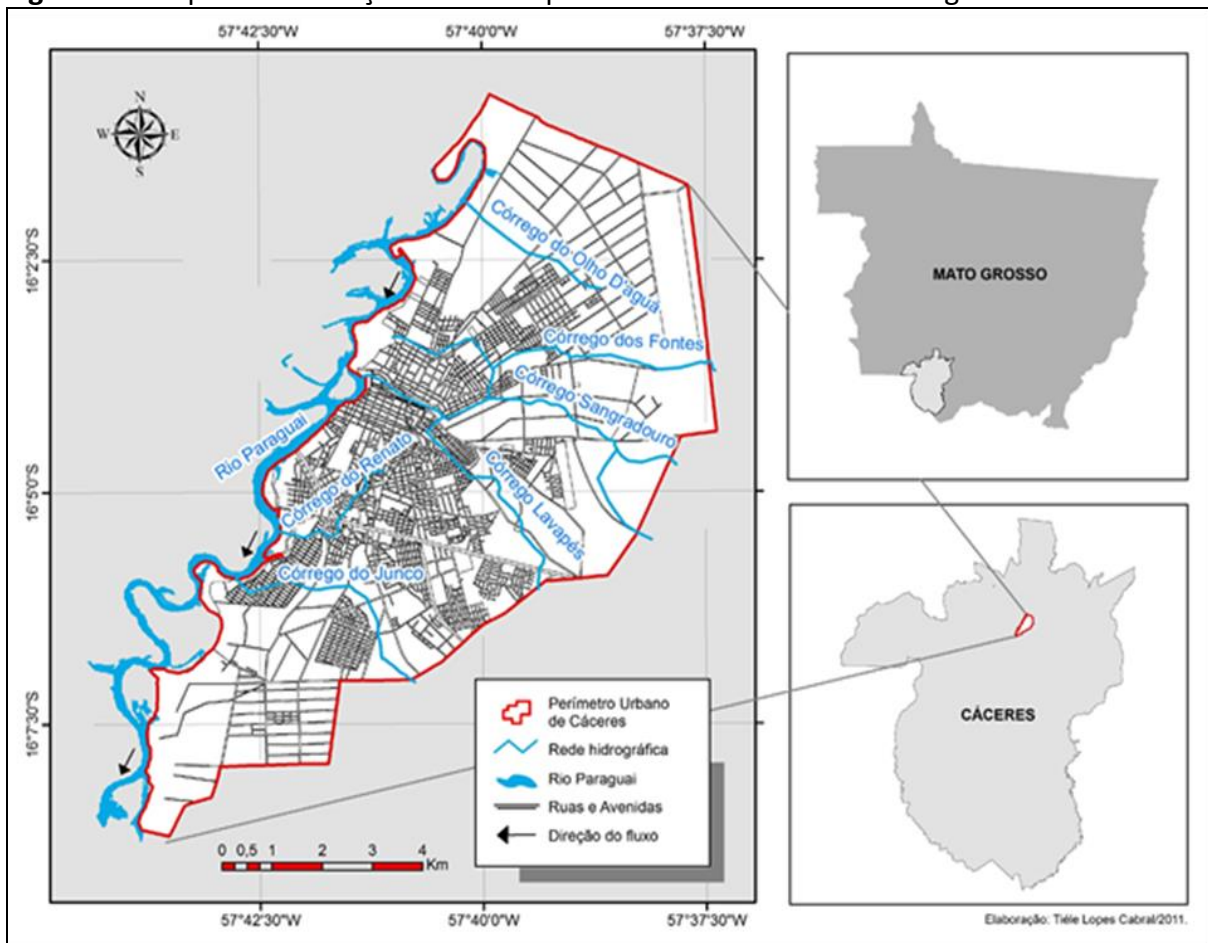 57°42'30"W
57°40'0"W
57°37'30"W
N
W
E
S
16°2'30"S
16°5'0"S
16°7'30"S
Córrego do Olho D'aguá
Córrego dos Fontes
Córrego Sangradouro
Rio Paraguai
Córrego do Renato
Córrego Lavapés
Córrego do Junco
Perímetro Urbano
de Cáceres
Rede hidrográfica
Rio Paraguai
Ruas e Avenidas
Direção do fluxo
0 0,5 1 2 3 4
Km
57°42'30"W
57°40'0"W
57°37'30"W
MATO GROSSO
CÁCERES
Elaboração: Tiéle Lopes Cabral/2011.